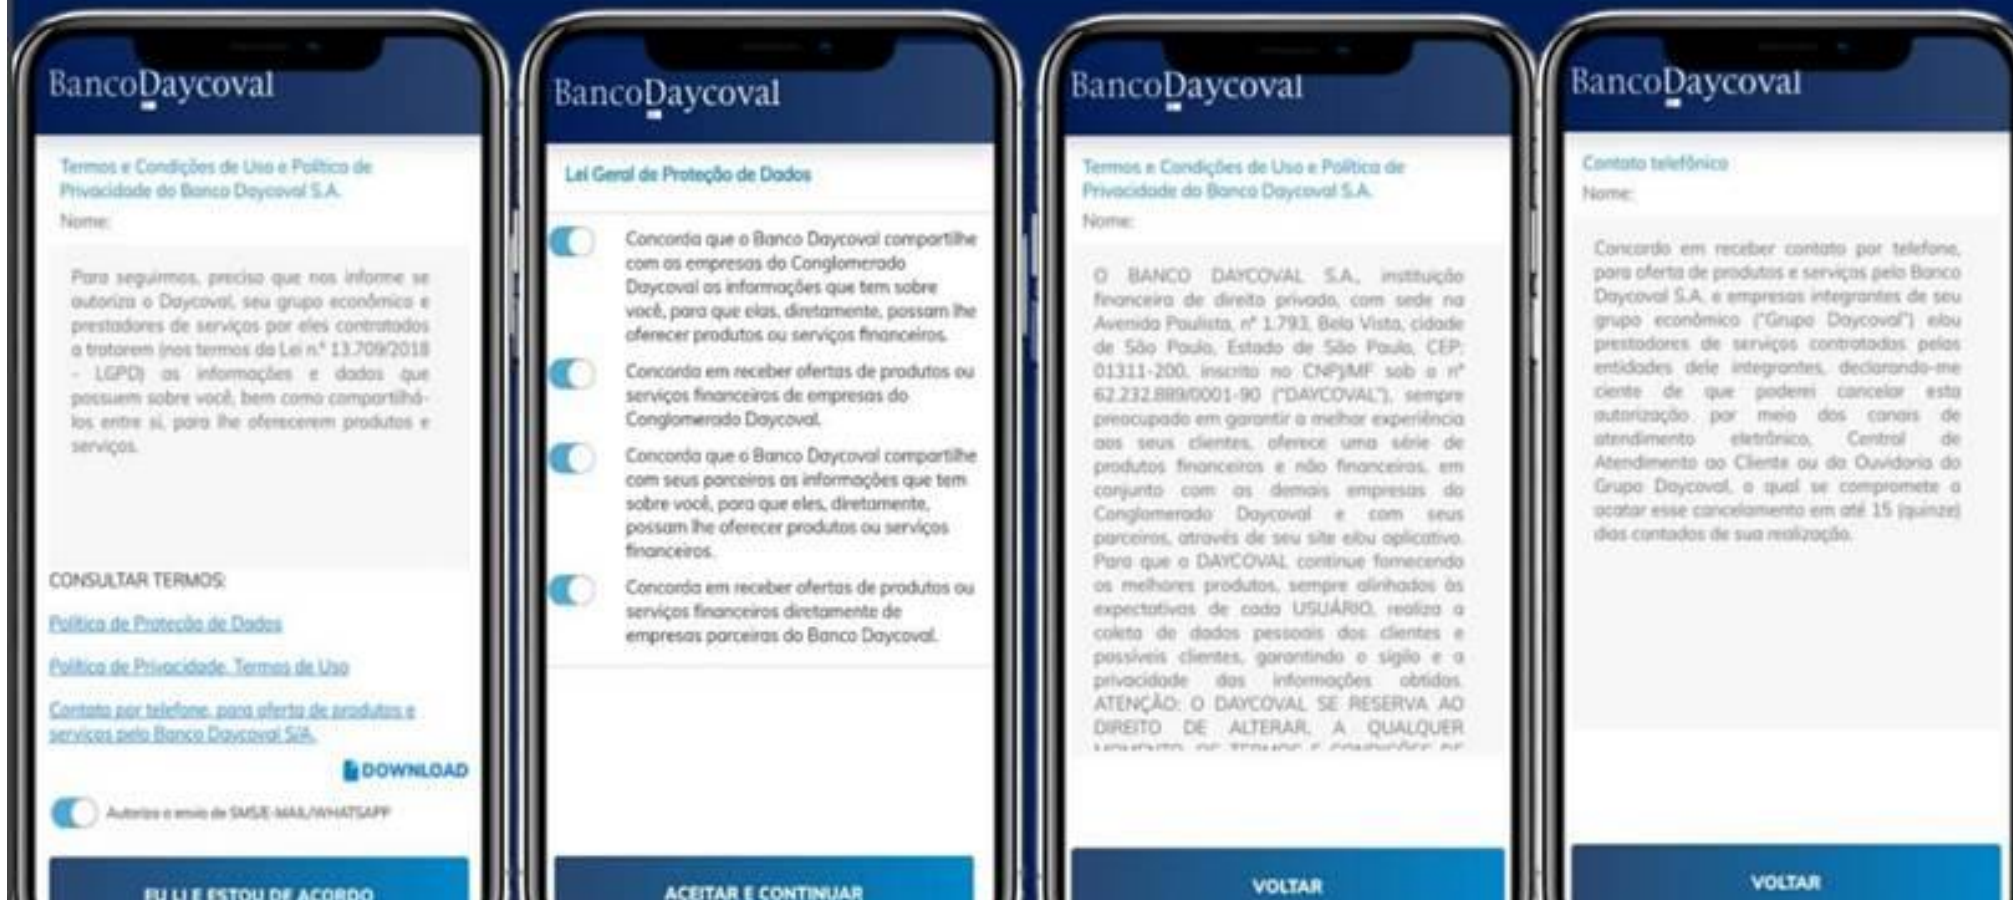 BancoDaycoval
Termos e Condições de Uso e Política de
Privacidade do Banco Daycoval S.A.
Nome:
Para seguirmos, preciso que nos informe se
autoriza o Daycoval, seu grupo econômico e
prestadores de serviços por eles contratados
a tratarem (nos termos da Lei n.º 13.709/2018
- LGPD) as informações e dados que
possuem sobre você, bem como compartilhá-
los entre si, para lhe oferecerem produtos e
serviços.
CONSULTAR TERMOS:
Política de Proteção de Dados
Política de Privacidade, Termos de Uso
Contato por telefone, para oferta de produtos e
serviços pelo Banco Daycoval S/A.
DOWNLOAD
Autorizo o envio de SMS/E-MAIL/WHATSAPP
EU LI E ESTOU DE ACORDO
BancoDaycoval
Lei Geral de Proteção de Dados
Concorda que o Banco Daycoval compartilhe
com as empresas do Conglomerado
Daycoval as informações que tem sobre
você, para que elas, diretamente, possam lhe
oferecer produtos ou serviços financeiros.
Concorda em receber ofertas de produtos ou
serviços financeiros de empresas do
Conglomerado Daycoval.
Concorda que o Banco Daycoval compartilhe
com seus parceiros as informações que tem
sobre você, para que eles, diretamente,
possam lhe oferecer produtos ou serviços
financeiros.
Concorda em receber ofertas de produtos ou
serviços financeiros diretamente de
empresas parceiras do Banco Daycoval.
ACEITAR E CONTINUAR
BancoDaycoval
Termos e Condições de Uso e Política de
Privacidade do Banco Daycoval S.A.
Nome:
O BANCO DAYCOVAL S.A., instituição
financeira de direito privado, com sede na
Avenida Paulista, nº 1.793, Bela Vista, cidade
de São Paulo, Estado de São Paulo, CEP:
01311-200, inscrito no CNPJ/MF sob o nº
62.232.889/0001-90 ("DAYCOVAL"), sempre
preocupado em garantir a melhor experiência
aos seus clientes, oferece uma série de
produtos financeiros e não financeiros, em
conjunto com as demais empresas do
Conglomerado Daycoval e com seus
parceiros, através de seu site e/ou aplicativo.
Para que o DAYCOVAL continue fornecendo
os melhores produtos, sempre alinhados às
expectativas de cada USUÁRIO, realiza a
coleta de dados pessoais dos clientes e
possíveis clientes, garantindo o sigilo e a
privacidade das informações obtidas.
ATENÇÃO: O DAYCOVAL SE RESERVA AO
DIREITO DE ALTERAR, A QUALQUER
MOMENTO, OS TERMOS E CONDIÇÕES DE
VOLTAR
BancoDaycoval
Contato telefônico
Nome:
Concordo em receber contato por telefone,
para oferta de produtos e serviços pelo Banco
Daycoval S.A. e empresas integrantes de seu
grupo econômico ("Grupo Daycoval") e/ou
prestadores de serviços contratados pelas
entidades dele integrantes, declarando-me
ciente de que poderei cancelar esta
autorização por meio dos canais de
atendimento eletrônico, Central de
Atendimento ao Cliente ou da Ouvidoria do
Grupo Daycoval, o qual se compromete a
acatar esse cancelamento em até 15 (quinze)
dias contados de sua realização.
VOLTAR